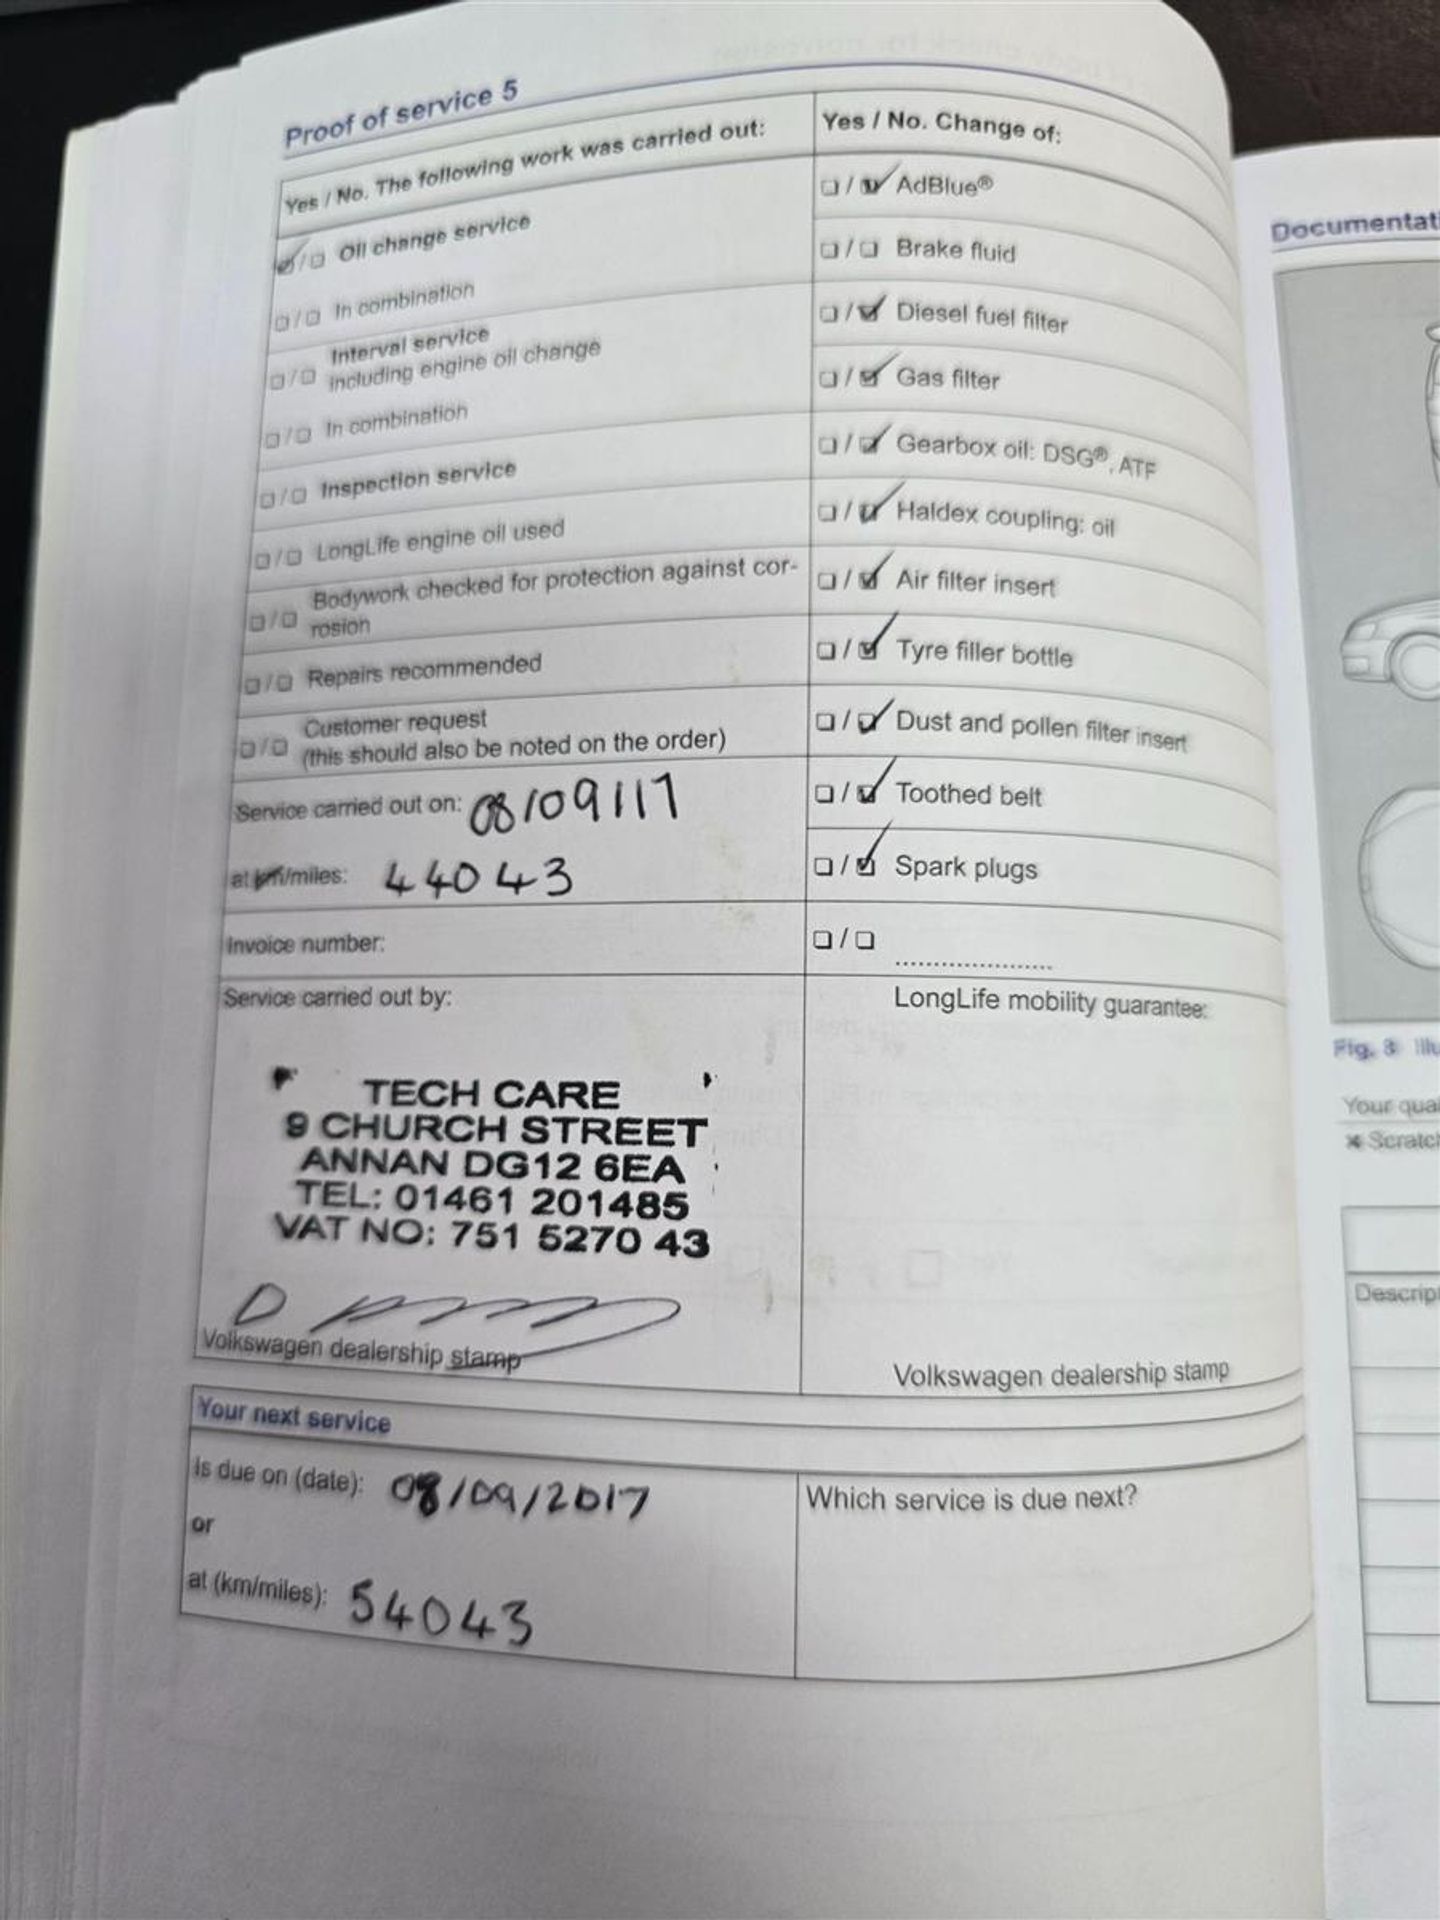 Proof of service 5
Yes / No. The following work was carried out:
☑/☐ Oil change service
☐/☐ In combination
☐/☐ Interval service
including engine oil change
☐/☐ In combination
☐/☐ Inspection service
☐/☐ LongLife engine oil used
☐/☐ Bodywork checked for protection against cor-
rosion
☐/☐ Repairs recommended
☐/☐ Customer request
(this should also be noted on the order)
Service carried out on: 08/09/17
at km/miles: 44043
Invoice number:
Service carried out by:
TECH CARE
9 CHURCH STREET
ANNAN DG12 6EA
TEL: 01461 201485
VAT NO: 751 5270 43
Volkswagen dealership stamp
Yes / No. Change of:
☐/☑ AdBlue®
☐/☐ Brake fluid
☐/☑ Diesel fuel filter
☐/☑ Gas filter
☐/☑ Gearbox oil: DSG®, ATF
☐/☑ Haldex coupling: oil
☐/☑ Air filter insert
☐/☑ Tyre filler bottle
☐/☑ Dust and pollen filter insert
☐/☑ Toothed belt
☐/☑ Spark plugs
☐/☐ ......................
LongLife mobility guarantee:
Volkswagen dealership stamp
Your next service
Is due on (date): 08/09/2017
or
at (km/miles): 54043
Which service is due next?
Documentati
Fig. 3 Illu
Your qual
Scratch
Descrip